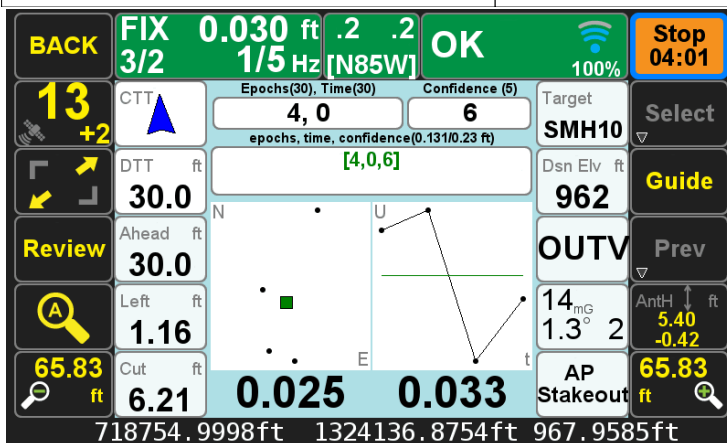 BACK
FIX 0.030 ft
3/2 1/5 Hz
.2 .2
[N85W]
OK
100%
Stop
04:01
13
+2
CTT
Epochs(30), Time(30)
4, 0
Confidence (5)
6
epochs, time, confidence(0.131/0.23 ft)
[4,0,6]
Target
SMH10
Select
DTT ft
30.0
Dsn Elv ft
962
Guide
Review
Ahead ft
30.0
N
U
OUTV
Prev
A
Left ft
1.16
14mG
1.3° 2
AntH ft
5.40
-0.42
65.83
ft
Cut ft
6.21
E
t
0.025 0.033
AP
Stakeout
65.83
ft
718754.9998ft 1324136.8754ft 967.9585ft